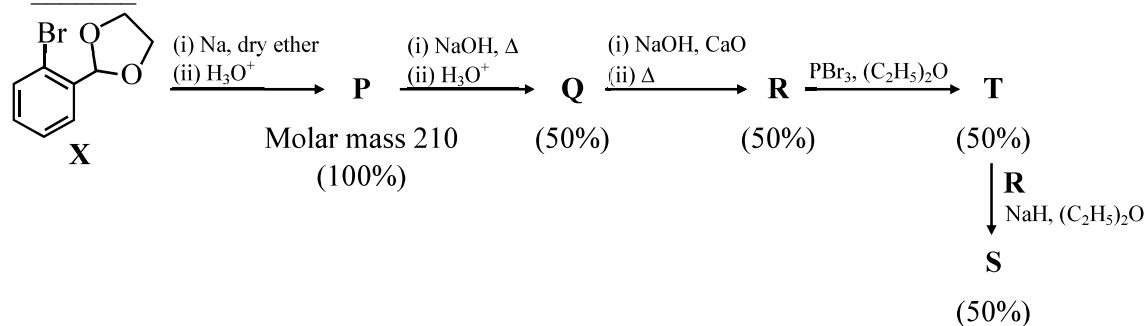 Br
O
O
X
(i) Na, dry ether
(ii) H₃O⁺
P
Molar mass 210
(100%)
(i) NaOH, Δ
(ii) H₃O⁺
Q
(50%)
(i) NaOH, CaO
(ii) Δ
R
(50%)
PBr₃, (C₂H₅)₂O
T
(50%)
R
NaH, (C₂H₅)₂O
S
(50%)